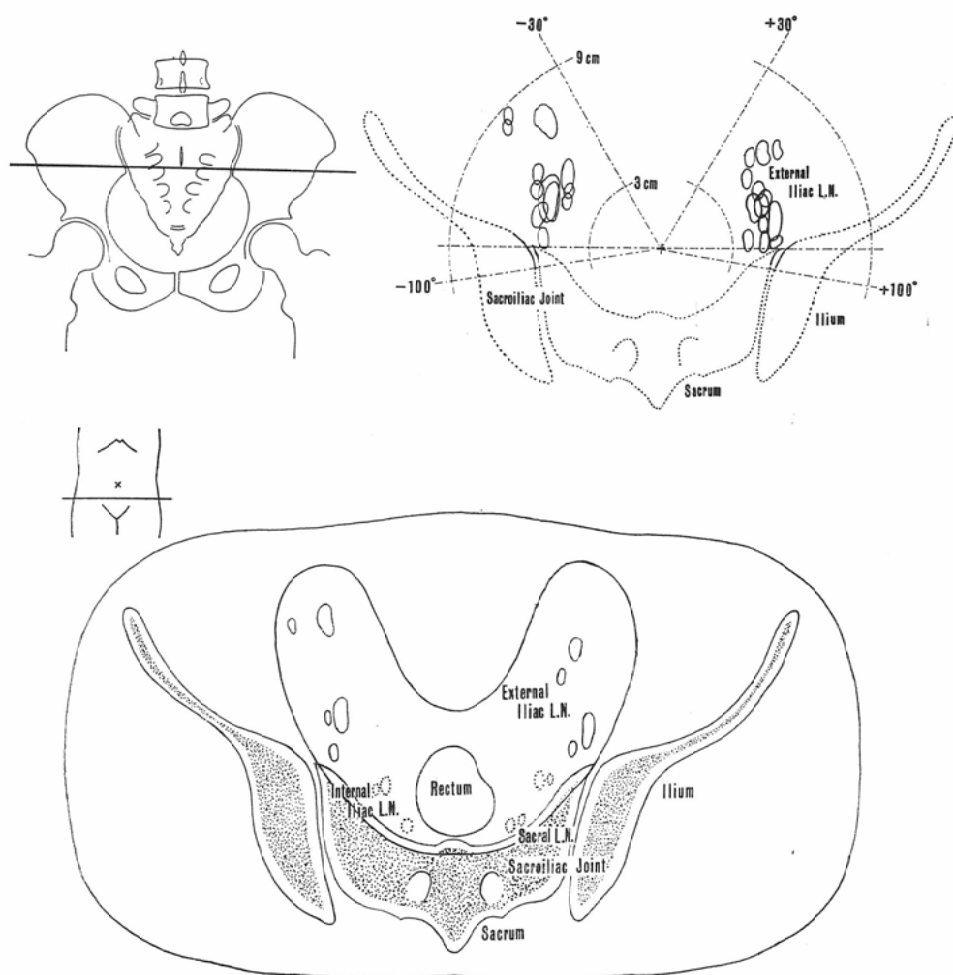 −30°
+30°
9 cm
3 cm
External
Iliac L.N.
−100°
+100°
Sacroiliac Joint
Ilium
Sacrum
×
External
Iliac L.N.
Rectum
Internal
Iliac L.N.
Ilium
Sacral L.N.
Sacroiliac Joint
Sacrum